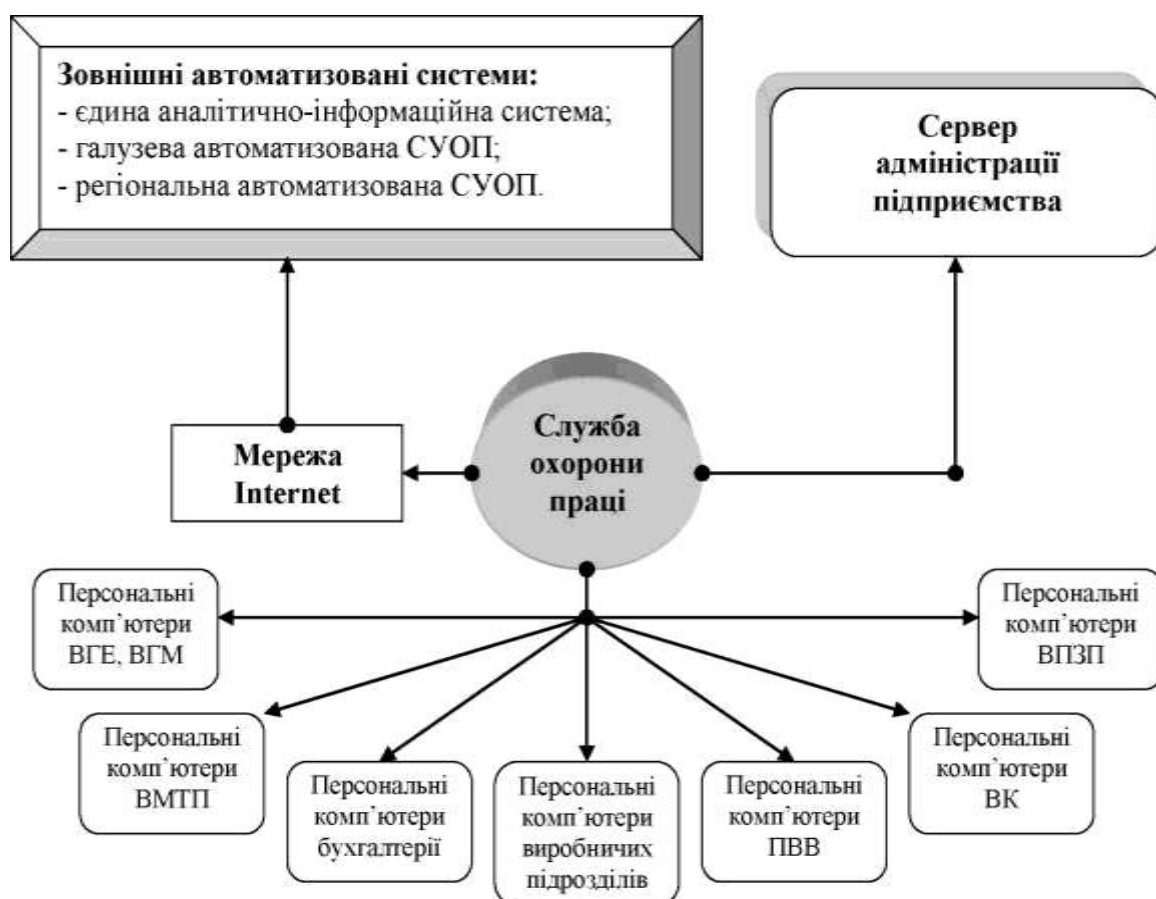 Зовнішні автоматизовані системи:
- єдина аналітично-інформаційна система;
- галузева автоматизована СУОП;
- регіональна автоматизована СУОП.
Сервер
адміністрації
підприємства
Мережа
Internet
Служба
охорони
праці
Персональні
комп’ютери
ВГЕ, ВГМ
Персональні
комп’ютери
ВПЗП
Персональні
комп’ютери
ВМТП
Персональні
комп’ютери
бухгалтерії
Персональні
комп’ютери
виробничих
підрозділів
Персональні
комп’ютери
ПВВ
Персональні
комп’ютери
ВК